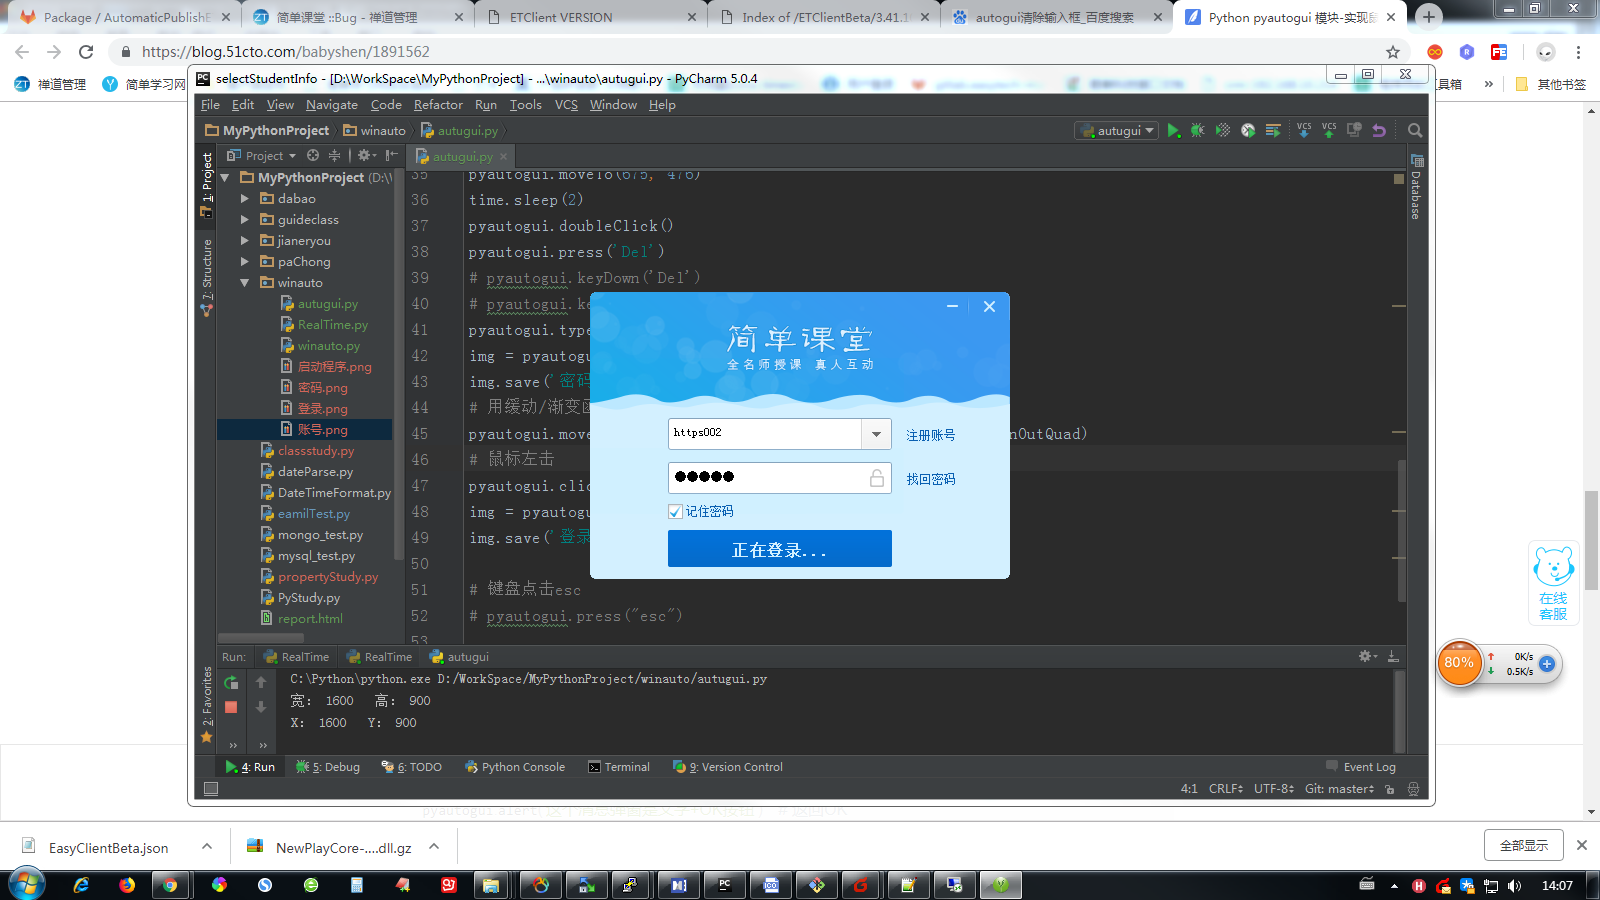 Package / AutomaticPublishE
简单课堂 ::Bug - 禅道管理
ETClient VERSION
Index of /ETClientBeta/3.41.1
autogui清除输入框_百度搜索
Python pyautogui 模块-实现鼠
https://blog.51cto.com/babyshen/1891562
禅道管理
简单学习网
工具箱
»
其他书签
selectStudentInfo - [D:\WorkSpace\MyPythonProject] - ...\winauto\autugui.py - PyCharm 5.0.4
File Edit View Navigate Code Refactor Run Tools VCS Window Help
MyPythonProject winauto autugui.py
autugui
VCS VCS
Project
autugui.py
1: Project
7: Structure
2: Favorites
Database
MyPythonProject (D:\
dabao
guideclass
jianeryou
paChong
winauto
autugui.py
RealTime.py
winauto.py
启动程序.png
密码.png
登录.png
账号.png
classstudy.py
dateParse.py
DateTimeFormat.py
eamilTest.py
mongo_test.py
mysql_test.py
propertyStudy.py
PyStudy.py
report.html
35 pyautogui.moveTo(675, 476)
36 time.sleep(2)
37 pyautogui.doubleClick()
38 pyautogui.press('Del')
39 # pyautogui.keyDown('Del')
40 # pyautogui.ke
41 pyautogui.type
42 img = pyautogu
43 img.save('密码
44 # 用缓动/渐变函
45 pyautogui.move nOutQuad)
46 # 鼠标左击
47 pyautogui.clic
48 img = pyautogu
49 img.save('登录
50
51 # 键盘点击esc
52 # pyautogui.press("esc")
53
简单课堂
全名师授课 真人互动
https002
注册账号
●●●●●
找回密码
记住密码
正在登录...
Run: RealTime RealTime autugui
C:\Python\python.exe D:/WorkSpace/MyPythonProject/winauto/autugui.py
宽: 1600 高: 900
X: 1600 Y: 900
» »
4: Run 5: Debug 6: TODO Python Console Terminal 9: Version Control
Event Log
4:1 CRLF UTF-8 Git: master
在线
客服
80%
0K/s
0.5K/s
EasyClientBeta.json
NewPlayCore-....dll.gz
全部显示
14:07